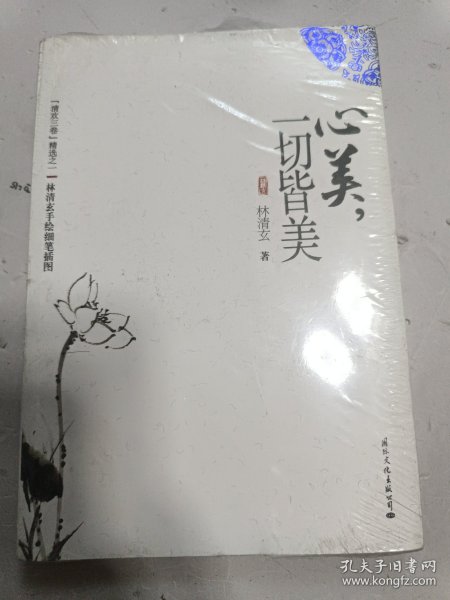 心美，
一切皆美
林清玄 著
「清欢三卷」精选之一 林清玄手绘细笔插图
国际文化出版公司
孔夫子旧书网
www.kongfz.com